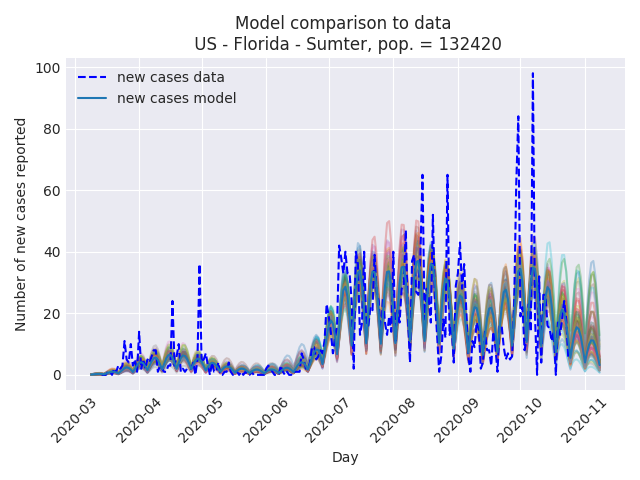 Model comparison to data
US - Florida - Sumter, pop. = 132420
new cases data
new cases model
Number of new cases reported
100
80
60
40
20
0
2020-03
2020-04
2020-05
2020-06
2020-07
2020-08
2020-09
2020-10
2020-11
Day